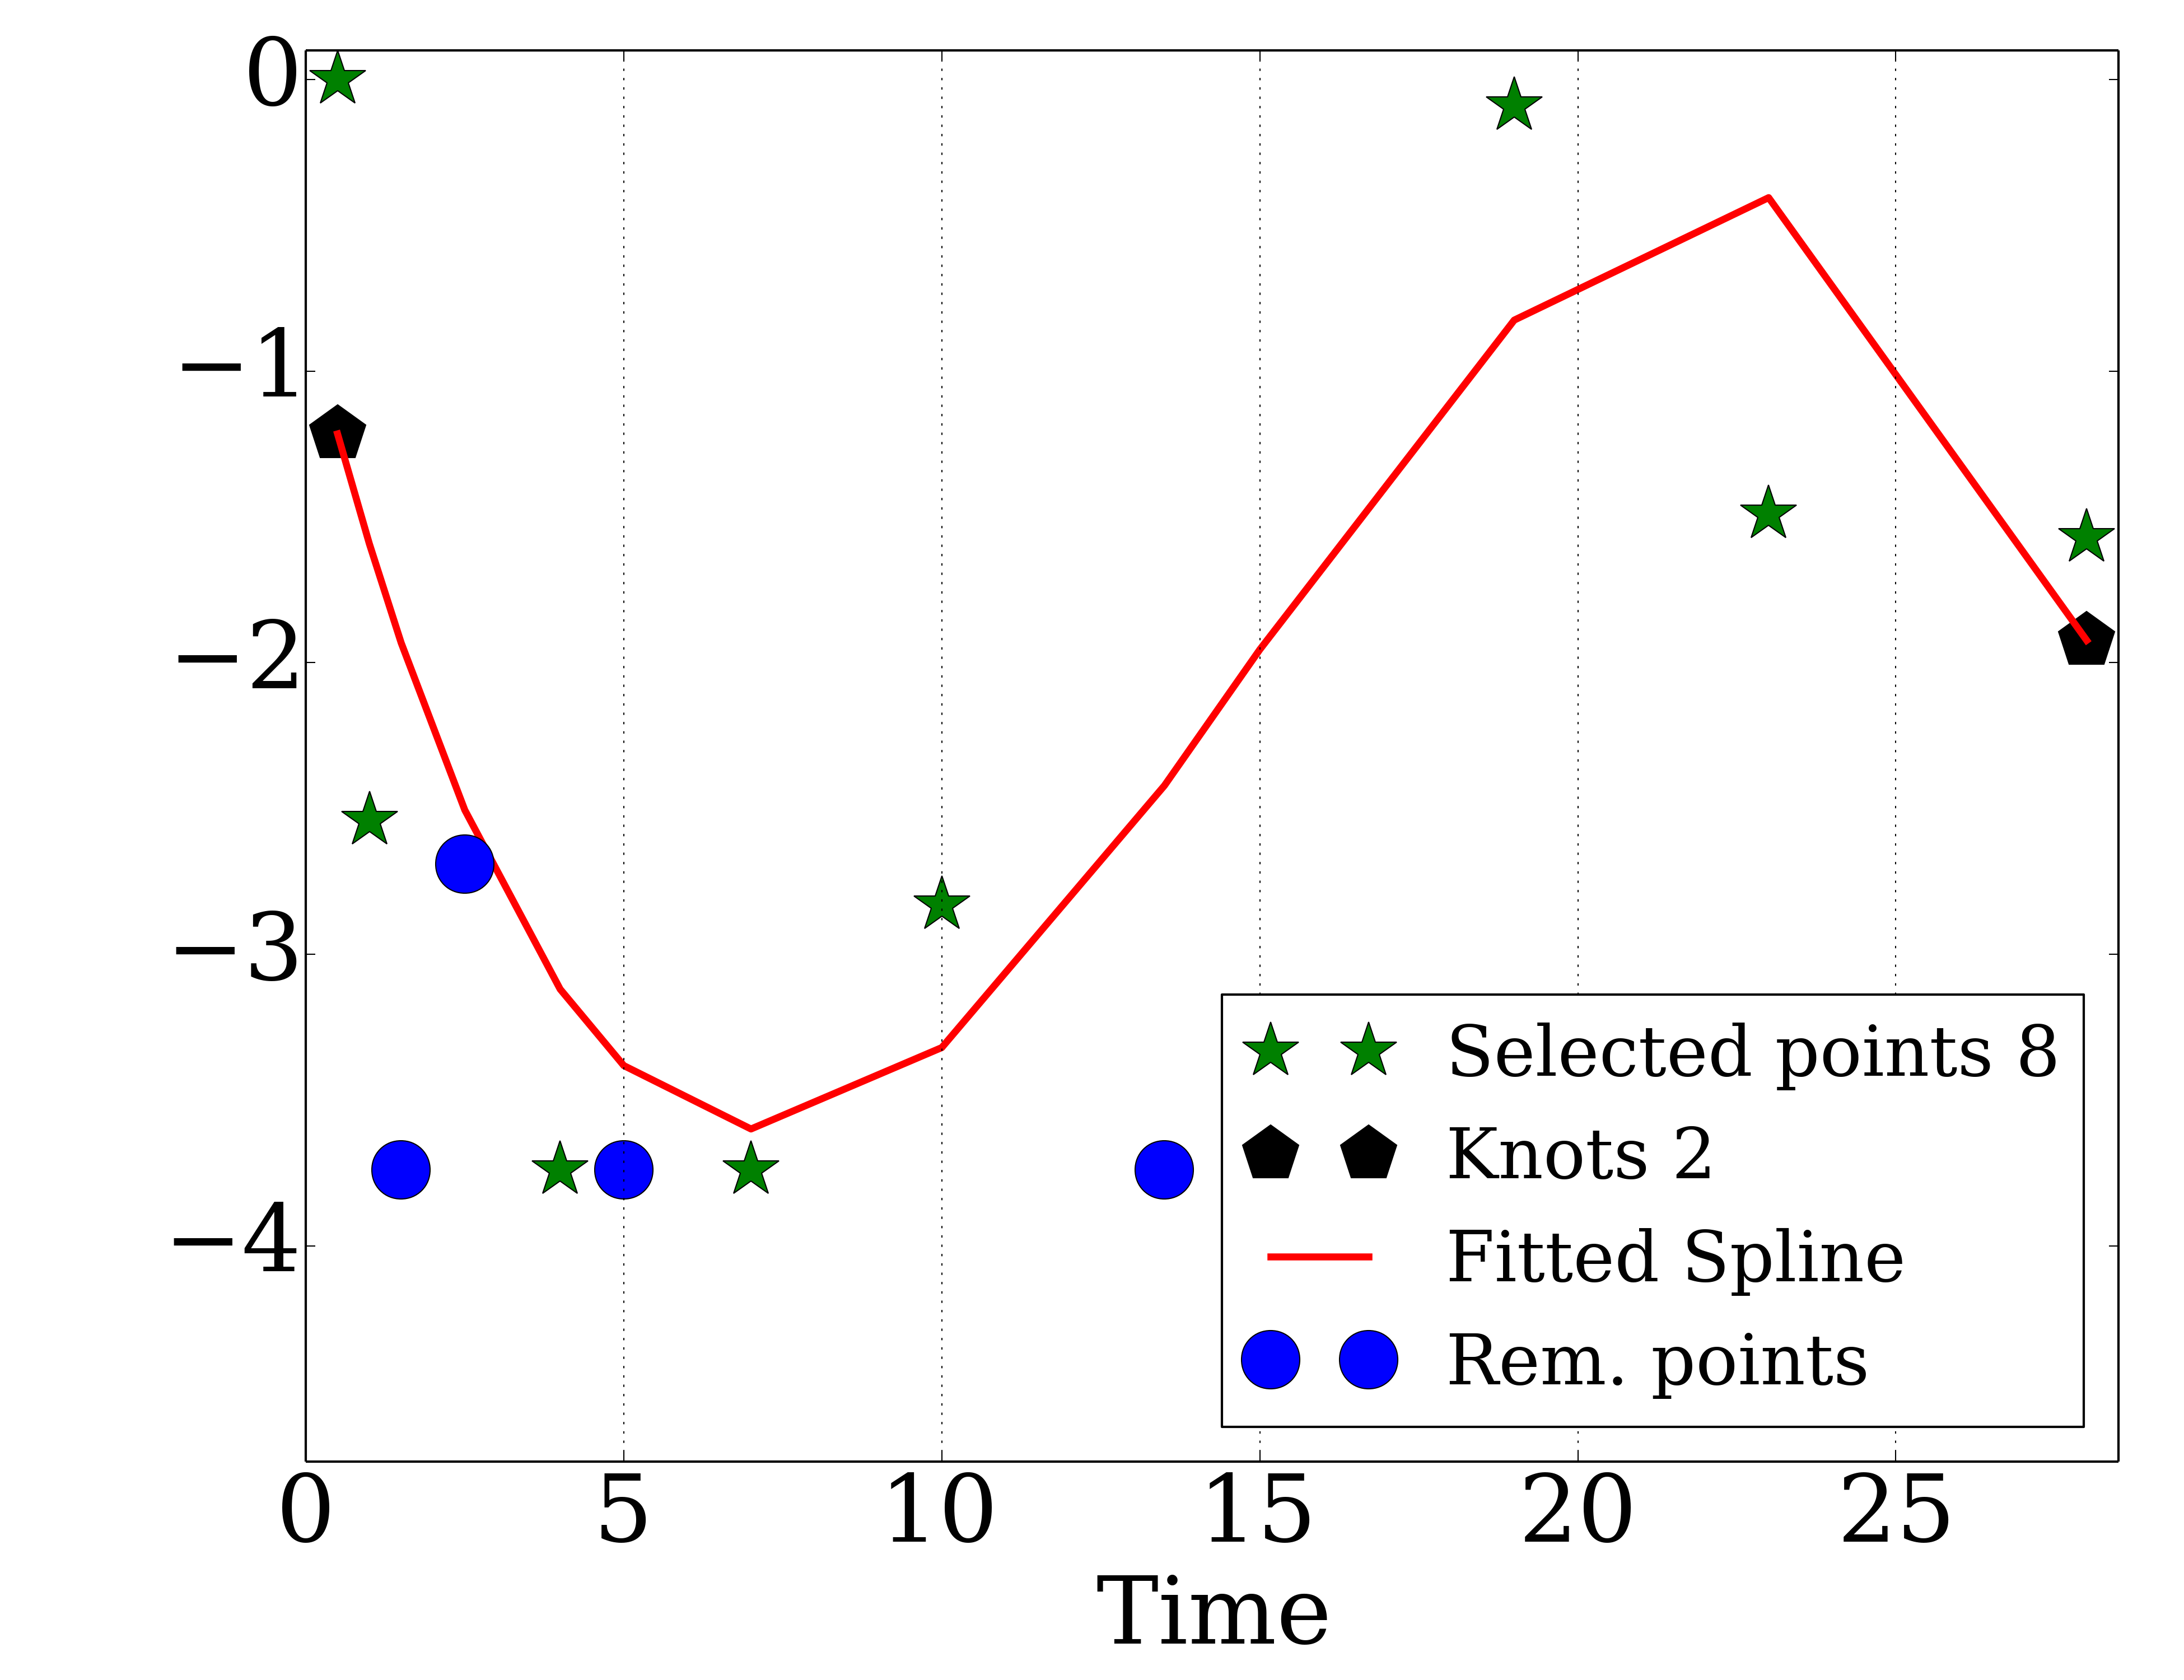 0
−1
−2
−3
−4
Selected points 8
Knots 2
Fitted Spline
Rem. points
0 5 10 15 20 25
Time